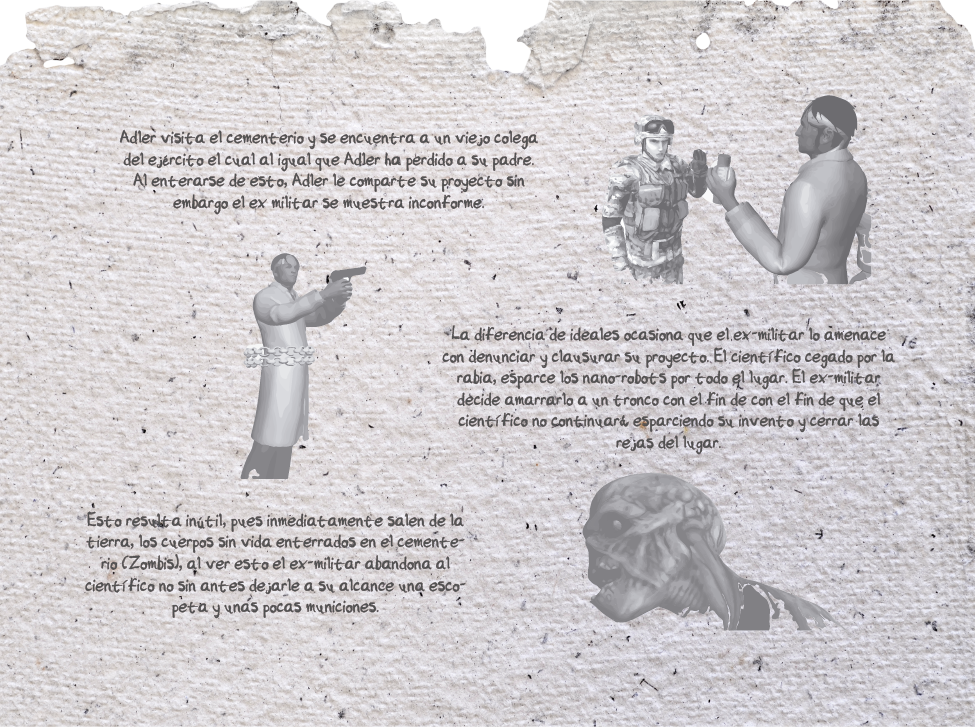 Adler visita el cementerio y se encuentra a un viejo colega
del ejército el cual al igual que Adler ha perdido a su padre.
Al enterarse de esto, Adler le comparte su proyecto sin
embargo el ex militar se muestra inconforme.
La diferencia de ideales ocasiona que el ex-militar lo amenace
con denunciar y clausurar su proyecto. El científico cegado por la
rabia, esparce los nano-robots por todo el lugar. El ex-militar
decide amarrarlo a un tronco con el fin de con el fin de que el
científico no continuará esparciendo su invento y cerrar las
rejas del lugar.
Esto resulta inútil, pues inmediatamente salen de la
tierra, los cuerpos sin vida enterrados en el cemente-
rio (Zombis), al ver esto el ex-militar abandona al
científico no sin antes dejarle a su alcance una esco-
peta y unas pocas municiones.